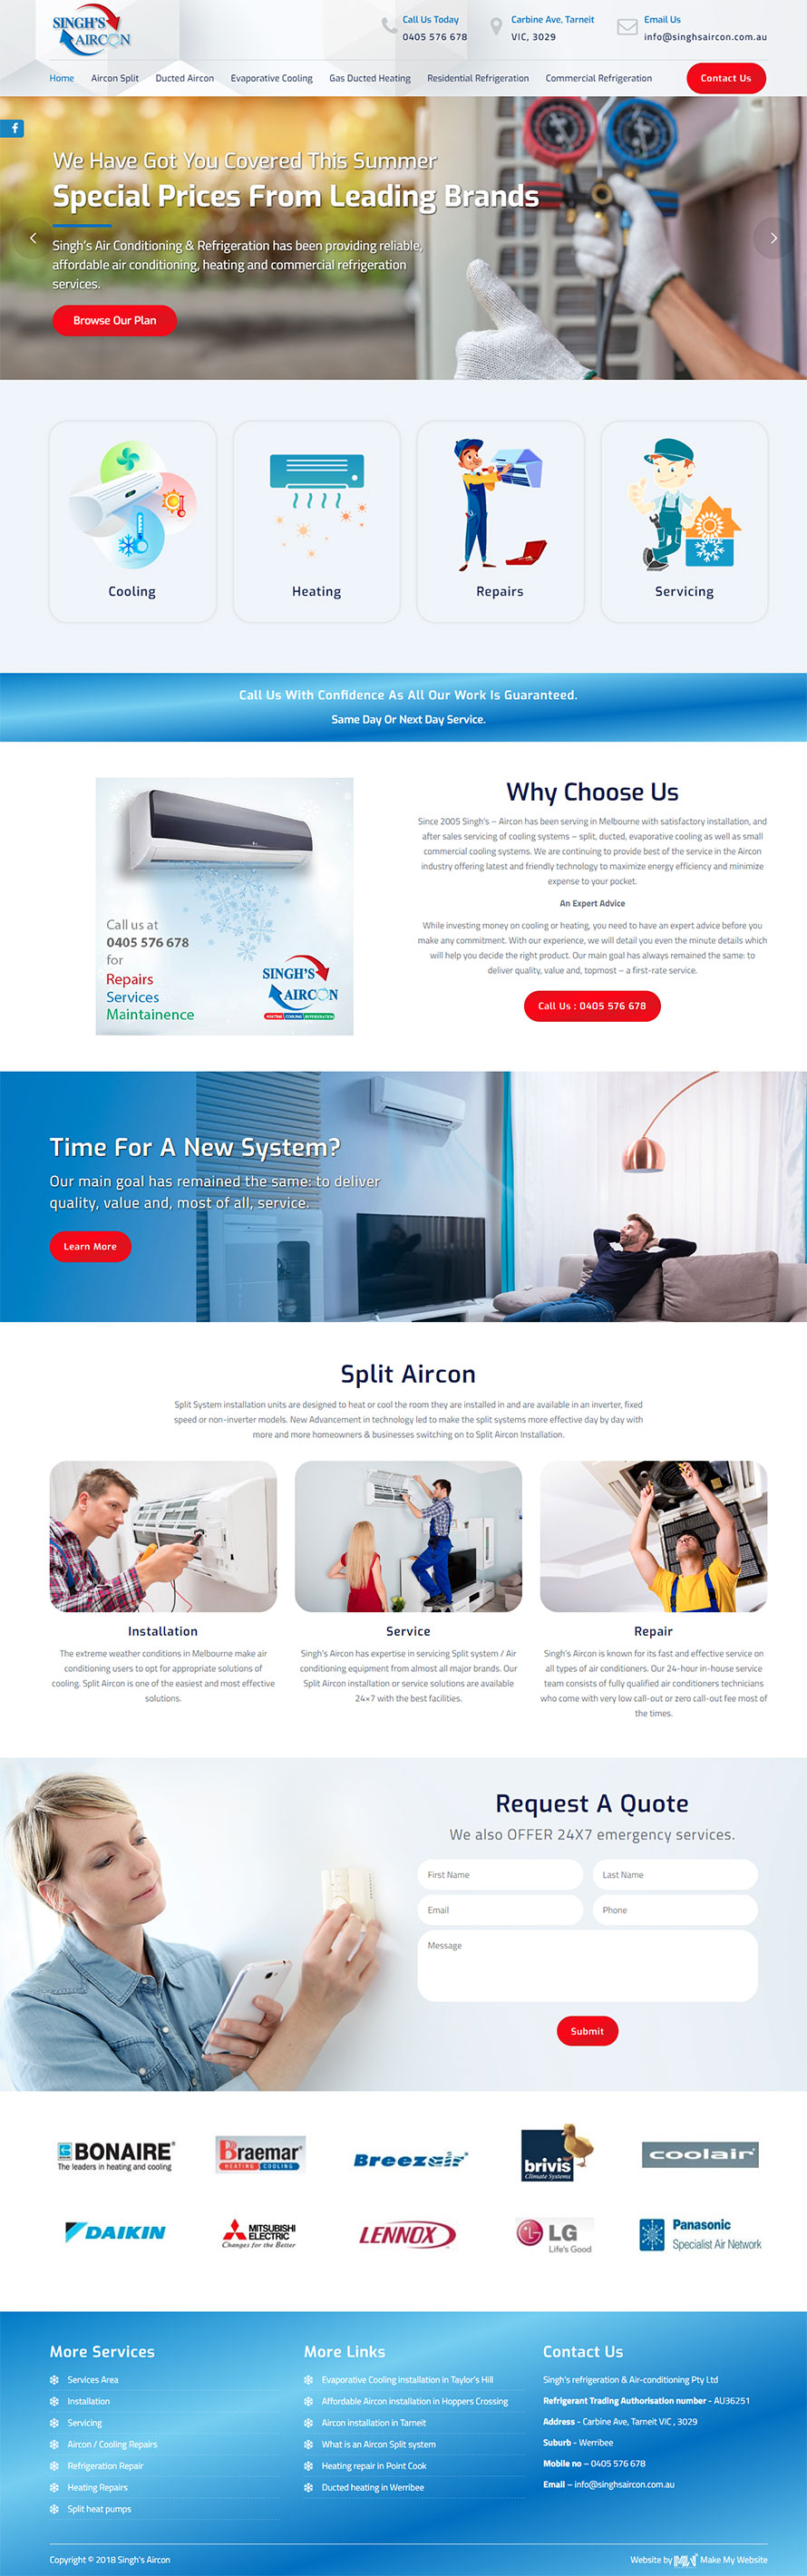 SINGH'S
AIRCON
Call Us Today
0405 576 678
Carbine Ave, Tarneit
VIC, 3029
Email Us
info@singhsaircon.com.au
Home
Aircon Split
Ducted Aircon
Evaporative Cooling
Gas Ducted Heating
Residential Refrigeration
Commercial Refrigeration
Contact Us
We Have Got You Covered This Summer
Special Prices From Leading Brands
Singh's Air Conditioning & Refrigeration has been providing reliable,
affordable air conditioning, heating and commercial refrigeration
services.
Browse Our Plan
Cooling
Heating
Repairs
Servicing
Call Us With Confidence As All Our Work Is Guaranteed.
Same Day Or Next Day Service.
Call us at
0405 576 678
for
Repairs
Services
Maintainence
SINGH'S
AIRCON
HEATING COOLING REFRIGERATION
Why Choose Us
Since 2005 Singh's – Aircon has been serving in Melbourne with satisfactory installation, and
after sales servicing of cooling systems – split, ducted, evaporative cooling as well as small
commercial cooling systems. We are continuing to provide best of the service in the Aircon
industry offering latest and friendly technology to maximize energy efficiency and minimize
expense to your pocket.
An Expert Advice
While investing money on cooling or heating, you need to have an expert advice before you
make any commitment. With our experience, we will detail you even the minute details which
will help you decide the right product. Our main goal has always remained the same: to
deliver quality, value and, topmost – a first-rate service.
Call Us : 0405 576 678
Time For A New System?
Our main goal has remained the same: to deliver
quality, value and, most of all, service.
Learn More
Split Aircon
Split System installation units are designed to heat or cool the room they are installed in and are available in an inverter, fixed
speed or non-inverter models. New Advancement in technology led to make the split systems more effective day by day with
more and more homeowners & businesses switching on to Split Aircon Installation.
Installation
The extreme weather conditions in Melbourne make air
conditioning users to opt for appropriate solutions of
cooling. Split Aircon is one of the easiest and most effective
solutions.
Service
Singh's Aircon has expertise in servicing Split system / Air
conditioning equipment from almost all major brands. Our
Split Aircon installation or service solutions are available
24×7 with the best facilities.
Repair
Singh's Aircon is known for its fast and effective service on
all types of air conditioners. Our 24-hour in-house service
team consists of fully qualified air conditioners technicians
who come with very low call-out or zero call-out fee most of
the times.
Request A Quote
We also OFFER 24X7 emergency services.
First Name
Last Name
Email
Phone
Message
Submit
BONAIRE
The leaders in heating and cooling
Braemar
HEATING COOLING
Breezair
brivis
Climate Systems
coolair
DAIKIN
MITSUBISHI
ELECTRIC
Changes for the Better
LENNOX
LG
Life's Good
Panasonic
Specialist Air Network
More Services
Services Area
Installation
Servicing
Aircon / Cooling Repairs
Refrigeration Repair
Heating Repairs
Split heat pumps
More Links
Evaporative Cooling installation in Taylor's Hill
Affordable Aircon installation in Hoppers Crossing
Aircon installation in Tarneit
What is an Aircon Split system
Heating repair in Point Cook
Ducted heating in Werribee
Contact Us
Singh's refrigeration & Air-conditioning Pty Ltd
Refrigerant Trading Authorisation number - AU36251
Address - Carbine Ave, Tarneit VIC , 3029
Suburb - Werribee
Mobile no – 0405 576 678
Email – info@singhsaircon.com.au
Copyright © 2018 Singh's Aircon
Website by MMW Make My Website